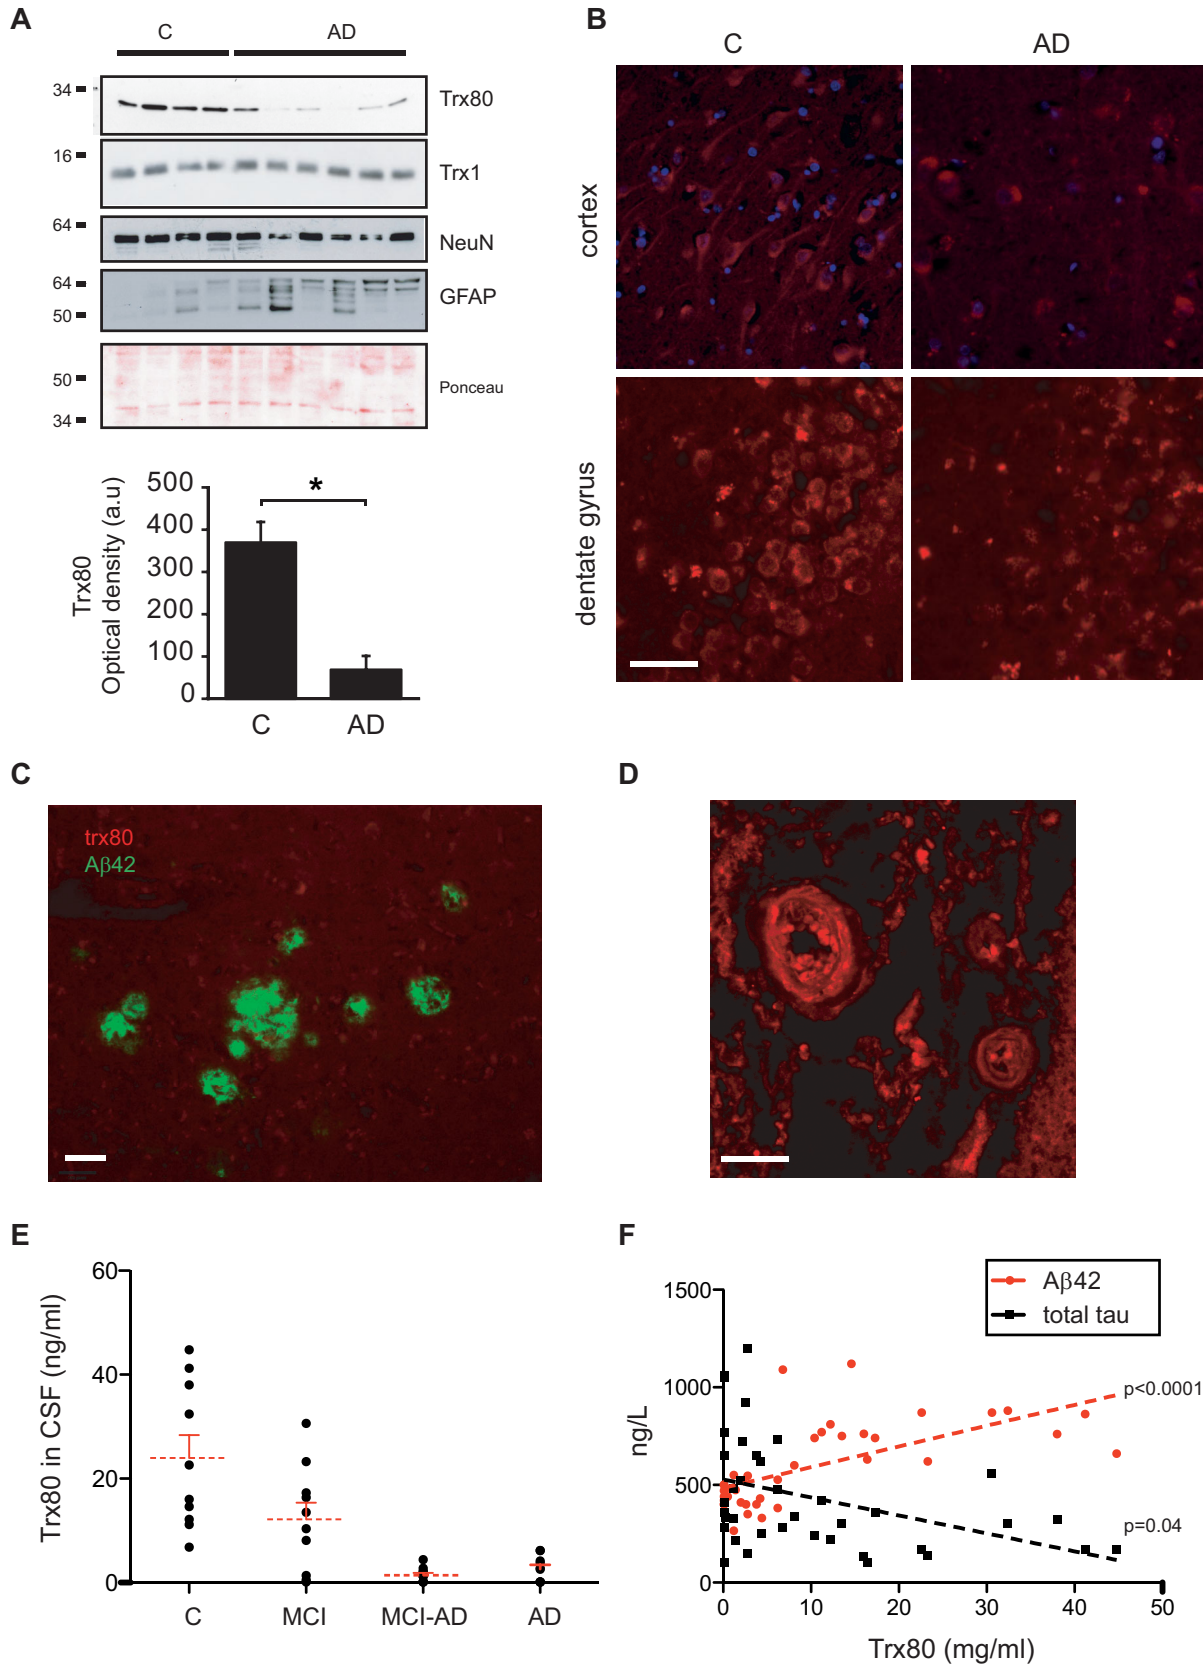 A
C
AD
34
Trx80
16
Trx1
64
NeuN
64
50
GFAP
50
34
Ponceau
Trx80
Optical density (a.u)
500
400
300
200
100
0
*
C
AD
B
C
AD
cortex
dentate gyrus
C
trx80
Aβ42
D
E
Trx80 in CSF (ng/ml)
60
40
20
0
C
MCI
MCI-AD
AD
F
Aβ42
total tau
ng/L
1500
1000
500
0
p<0.0001
p=0.04
0
10
20
30
40
50
Trx80 (mg/ml)